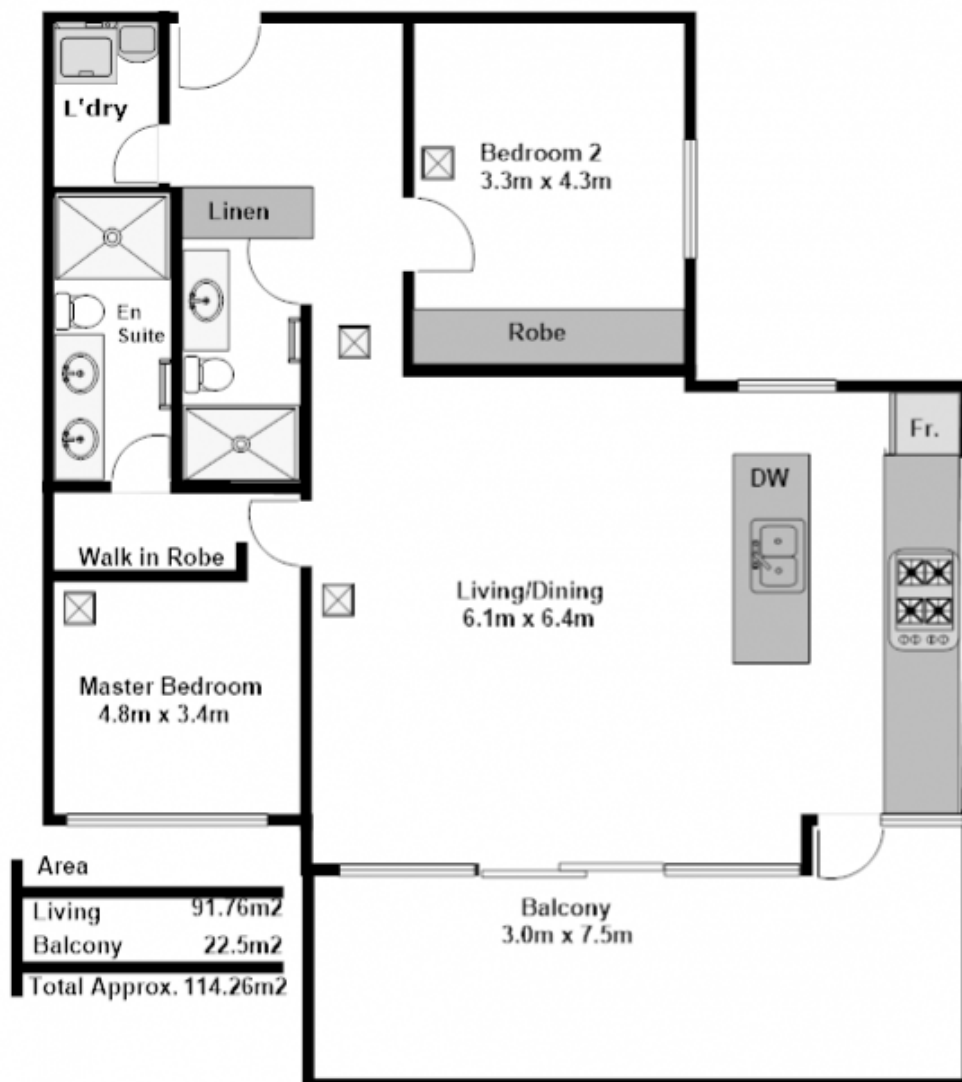 L'dry
Bedroom 2
3.3m x 4.3m
Linen
En
Suite
Robe
Fr.
DW
Walk in Robe
Living/Dining
6.1m x 6.4m
Master Bedroom
4.8m x 3.4m
Area
Living 91.76m2
Balcony 22.5m2
Total Approx. 114.26m2
Balcony
3.0m x 7.5m